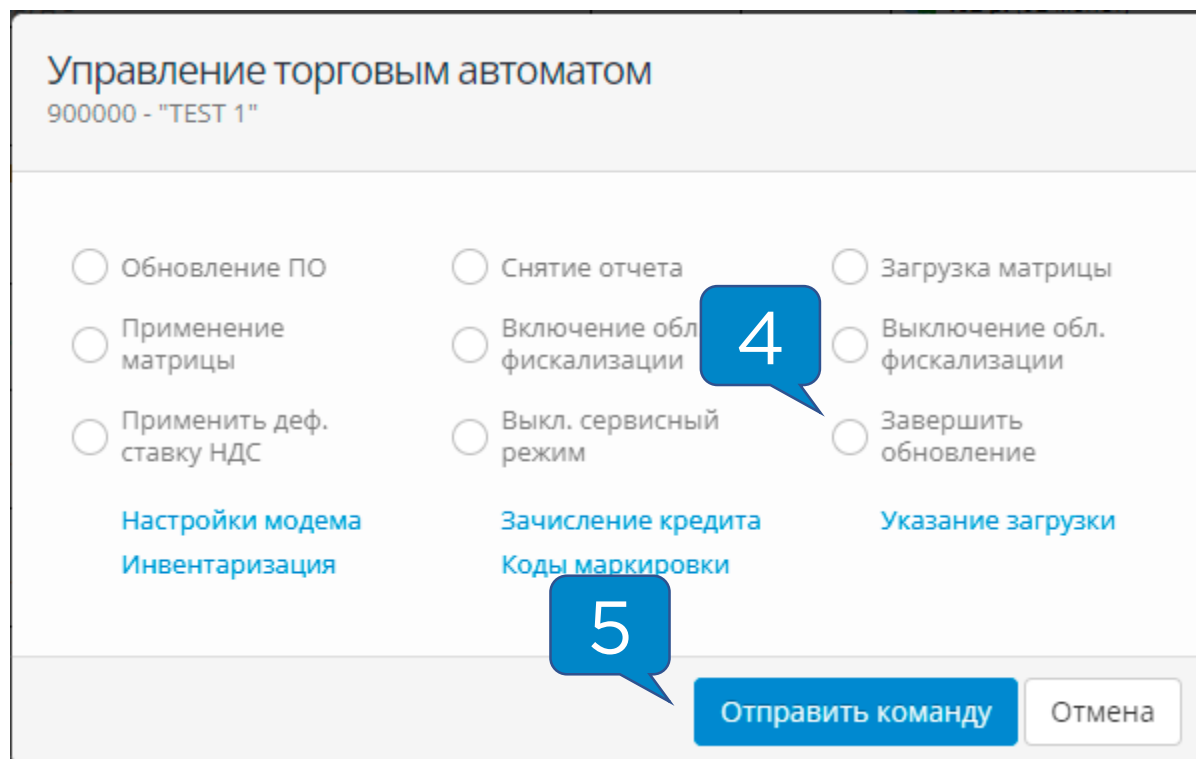 Управление торговым автоматом
900000 - "TEST 1"
Обновление ПО
Снятие отчета
Загрузка матрицы
Применение
матрицы
Включение обл
фискализации
4
Выключение обл.
фискализации
Применить деф.
ставку НДС
Выкл. сервисный
режим
Завершить
обновление
Настройки модема
Зачисление кредита
Указание загрузки
Инвентаризация
Коды маркировки
5
Отправить команду
Отмена